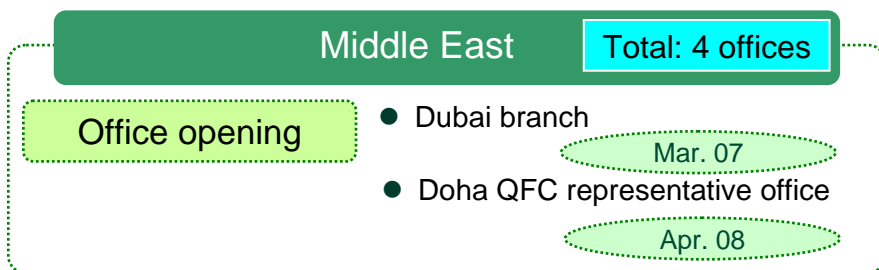 Middle East
Total: 4 offices
Office opening
● Dubai branch
Mar. 07
● Doha QFC representative office
Apr. 08